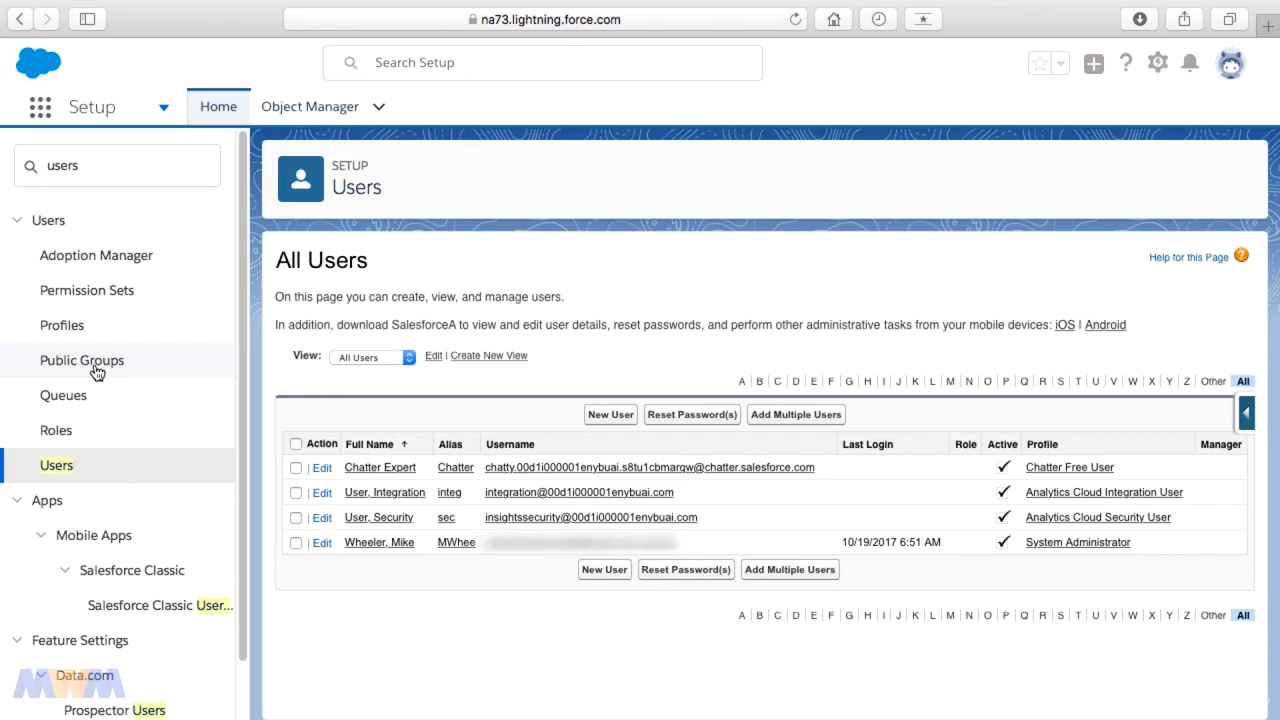 na73.lightning.force.com
Search Setup
Setup
Home
Object Manager
users
SETUP
Users
Users
Adoption Manager
Permission Sets
Profiles
Public Groups
Queues
Roles
Users
Apps
Mobile Apps
Salesforce Classic
Salesforce Classic User...
Feature Settings
Data.com
Prospector Users
MWM
All Users
Help for this Page ?
On this page you can create, view, and manage users.
In addition, download SalesforceA to view and edit user details, reset passwords, and perform other administrative tasks from your mobile devices: iOS | Android
View: All Users Edit | Create New View
A | B | C | D | E | F | G | H | I | J | K | L | M | N | O | P | Q | R | S | T | U | V | W | X | Y | Z | Other | All
New User Reset Password(s) Add Multiple Users
Action Full Name ↑ Alias Username Last Login Role Active Profile Manager
| Edit Chatter Expert Chatter chatty.00d1i000001enybuai.s8tu1cbmarqw@chatter.salesforce.com ✓ Chatter Free User
| Edit User, Integration integ integration@00d1i000001enybuai.com ✓ Analytics Cloud Integration User
| Edit User, Security sec insightssecurity@00d1i000001enybuai.com ✓ Analytics Cloud Security User
| Edit Wheeler, Mike MWhee 10/19/2017 6:51 AM ✓ System Administrator
New User Reset Password(s) Add Multiple Users
A | B | C | D | E | F | G | H | I | J | K | L | M | N | O | P | Q | R | S | T | U | V | W | X | Y | Z | Other | All